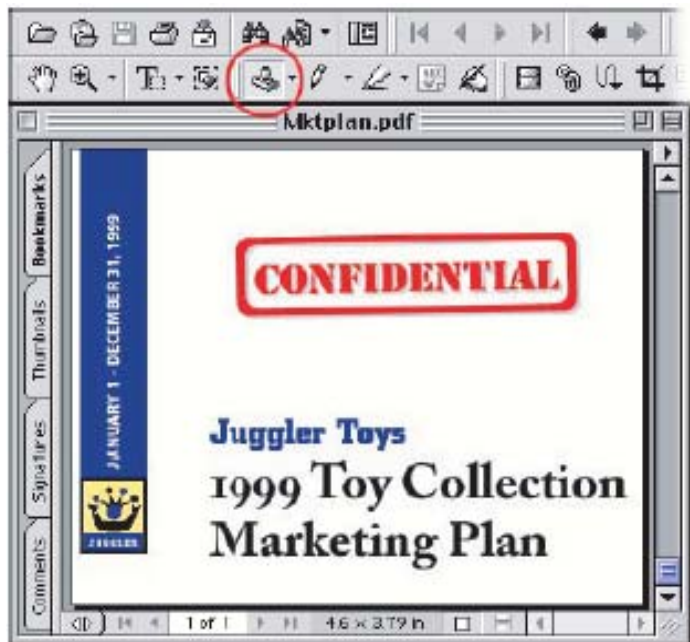 Mktplan.pdf
Bookmarks
Thumbnails
Signatures
Comments
JANUARY 1 - DECEMBER 31, 1999
CONFIDENTIAL
Juggler Toys
1999 Toy Collection
Marketing Plan
JUGGLER
1 of 1
4.6 x 3.79 in